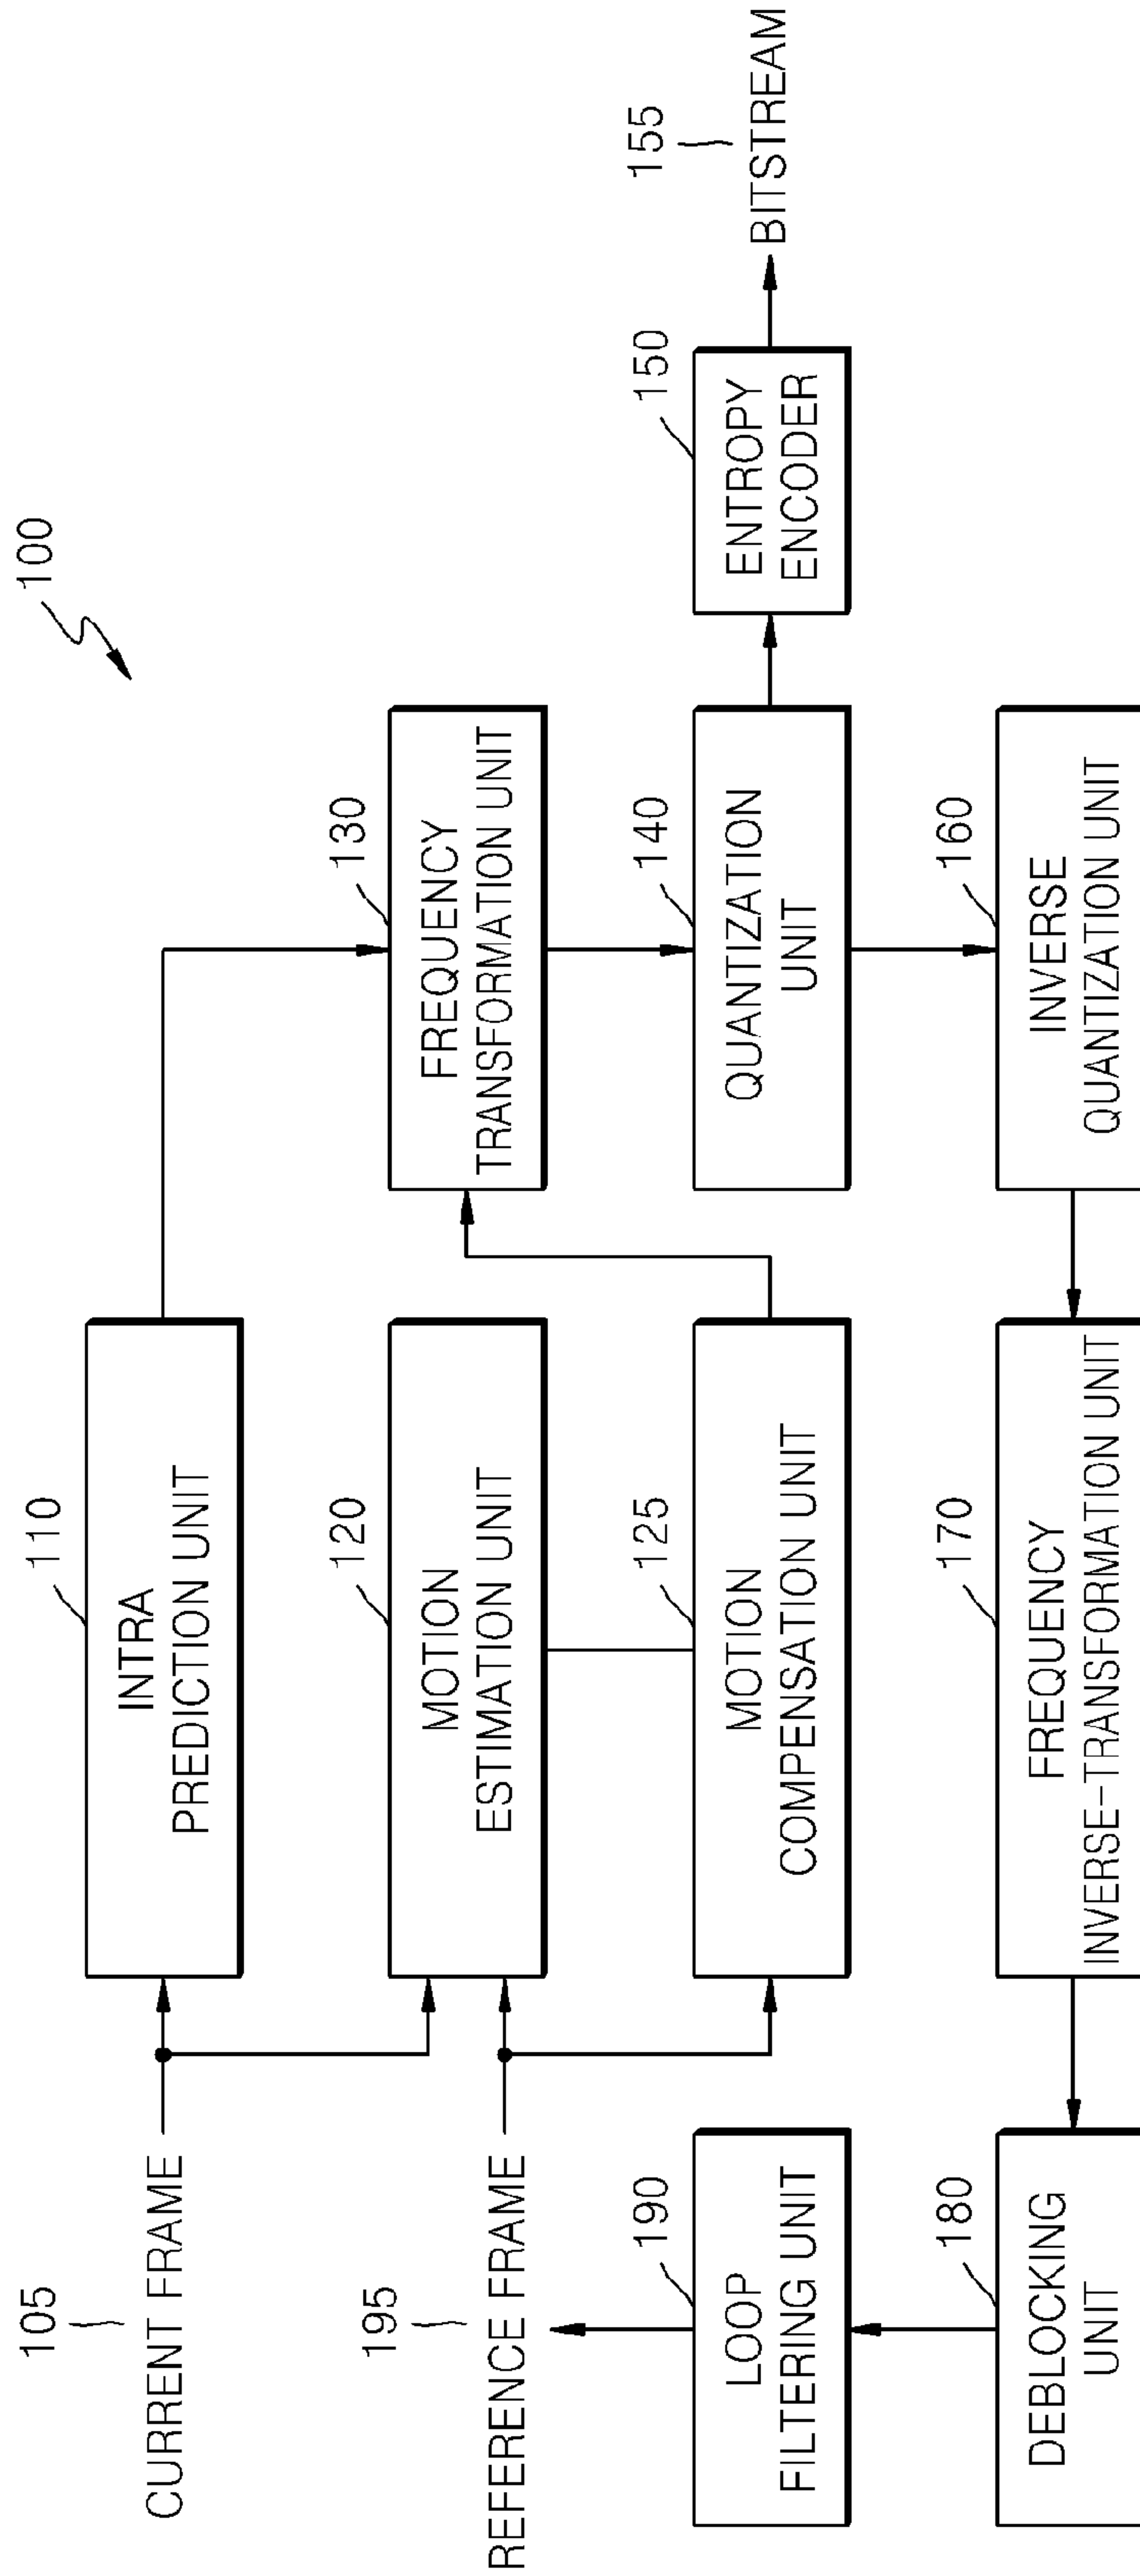 100
105
CURRENT FRAME
110
INTRA
PREDICTION UNIT
195
REFERENCE FRAME
120
MOTION
ESTIMATION UNIT
130
FREQUENCY
TRANSFORMATION UNIT
190
LOOP
FILTERING UNIT
125
MOTION
COMPENSATION UNIT
140
QUANTIZATION
UNIT
150
ENTROPY
ENCODER
155
BITSTREAM
180
DEBLOCKING
UNIT
170
FREQUENCY
INVERSE-TRANSFORMATION UNIT
160
INVERSE
QUANTIZATION UNIT